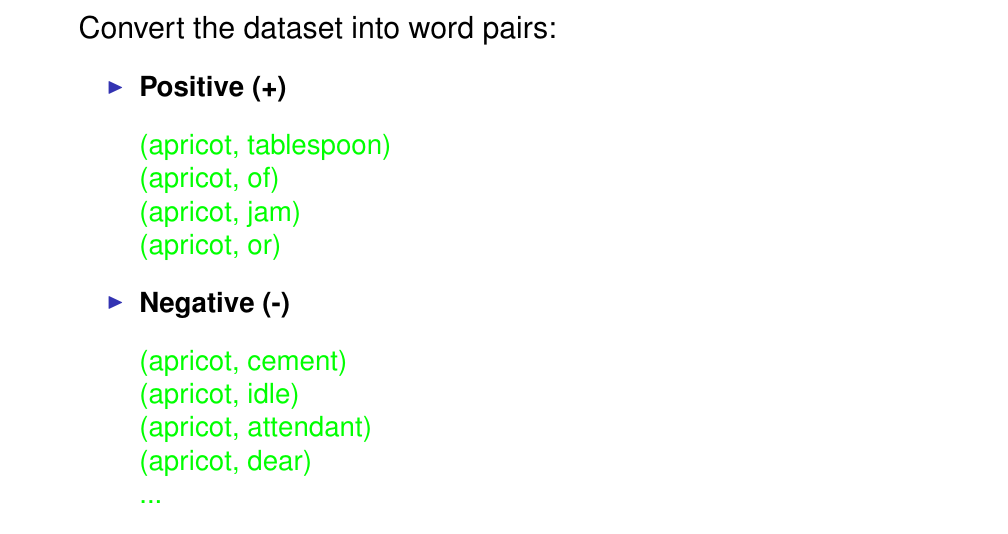 Convert the dataset into word pairs:
Positive (+)
(apricot, tablespoon)
(apricot, of)
(apricot, jam)
(apricot, or)
Negative (-)
(apricot, cement)
(apricot, idle)
(apricot, attendant)
(apricot, dear)
...